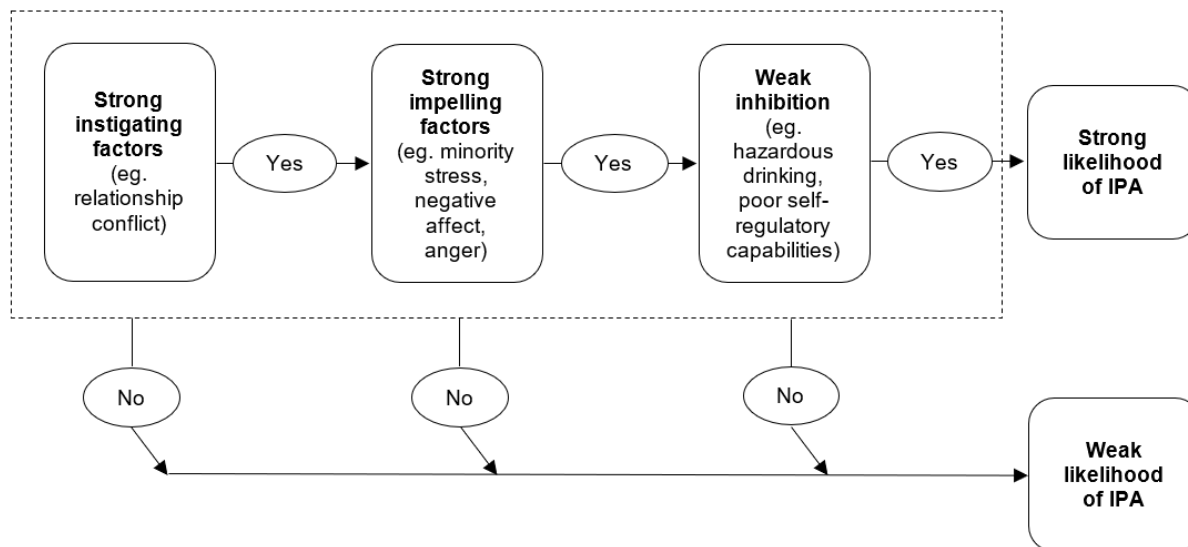 Strong
instigating
factors
(eg.
relationship
conflict)
Yes
Strong
impelling
factors
(eg. minority
stress,
negative
affect,
anger)
Yes
Weak
inhibition
(eg.
hazardous
drinking,
poor self-
regulatory
capabilities)
Yes
Strong
likelihood
of IPA
No
No
No
Weak
likelihood
of IPA